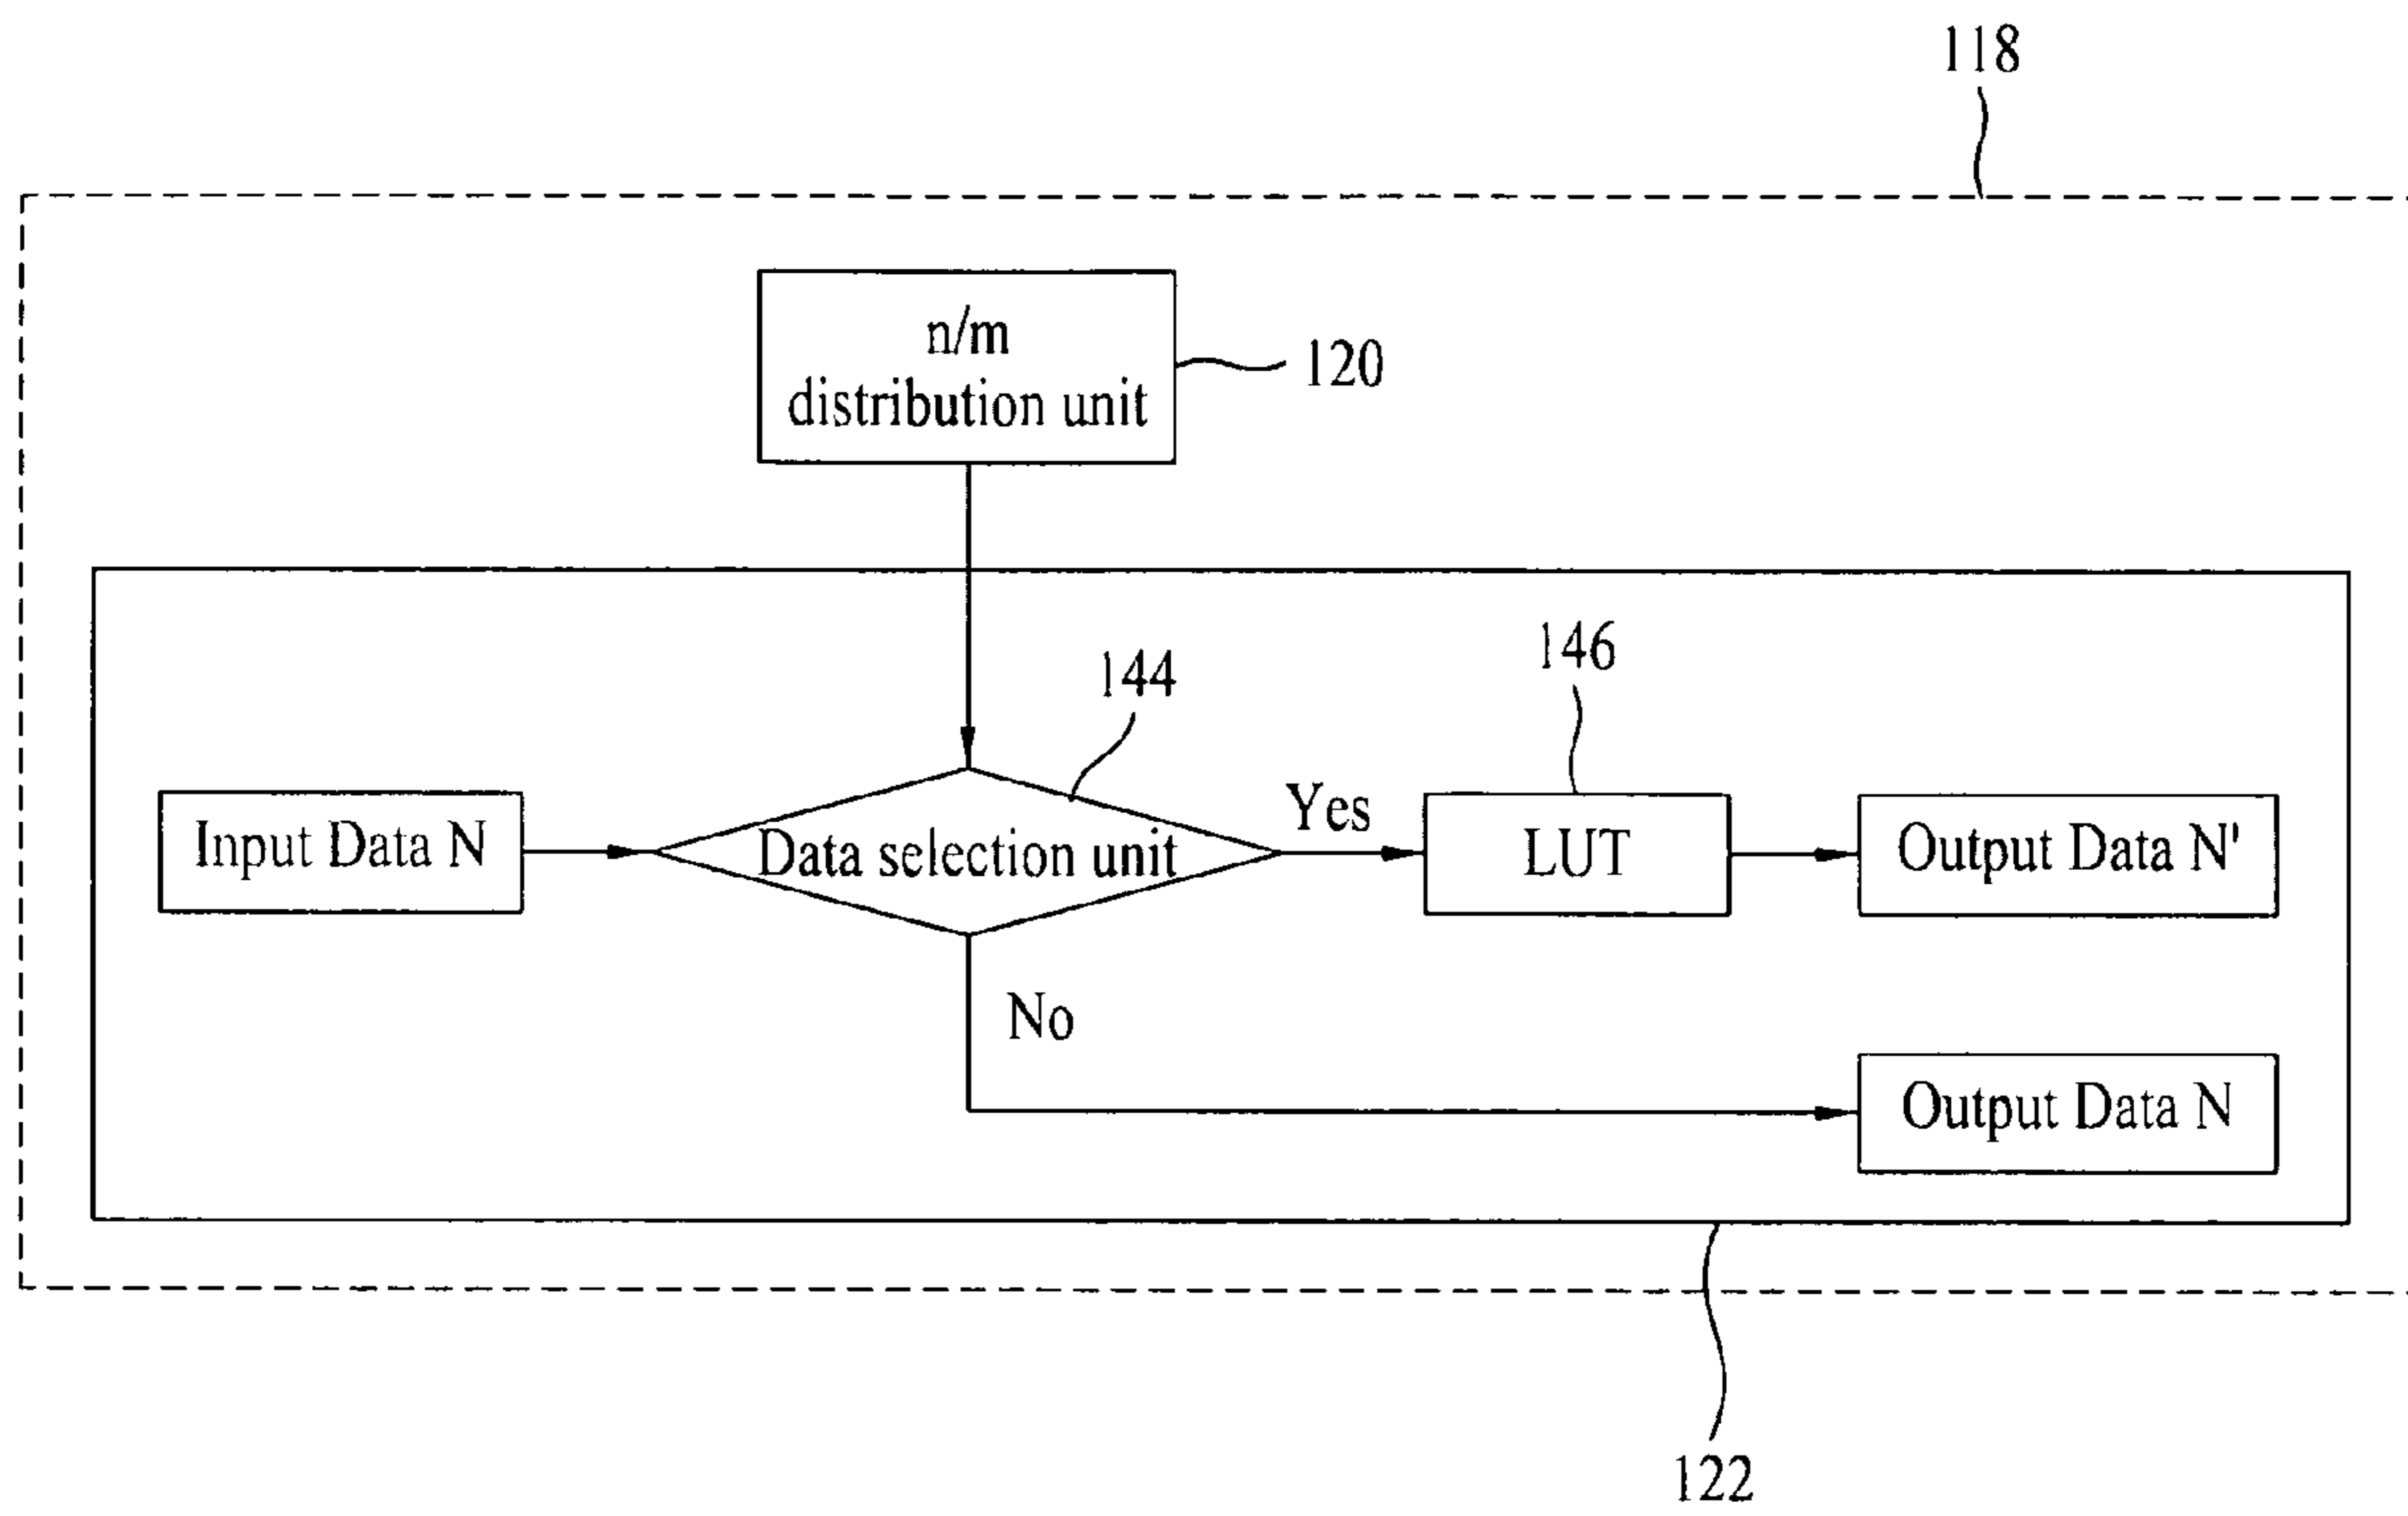 118
n/m
distribution unit
120
144
146
Input Data N
Data selection unit
Yes
LUT
Output Data N'
No
Output Data N
122